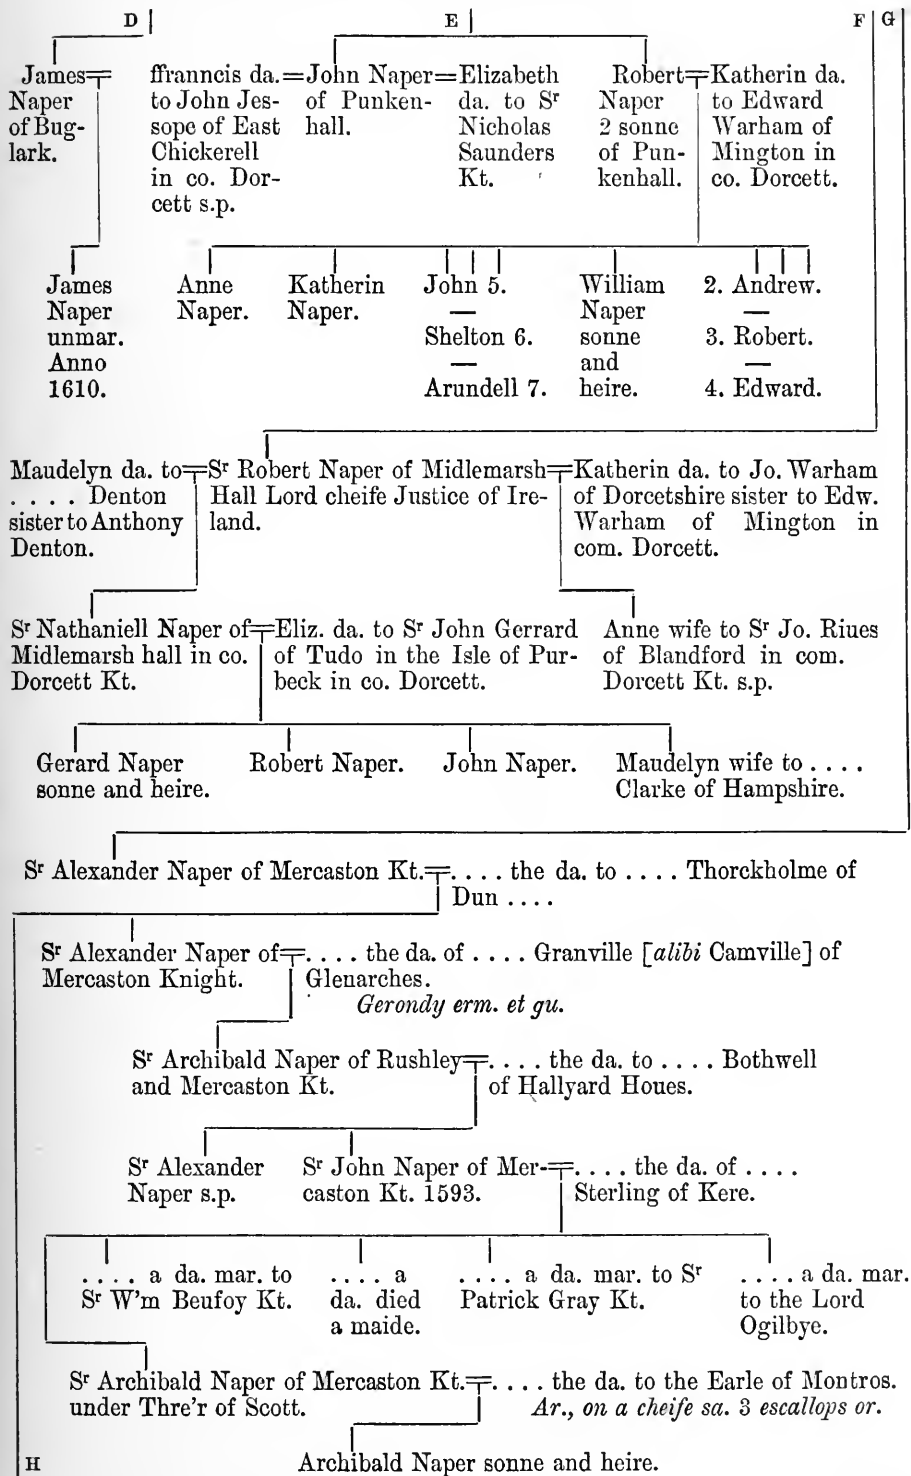 D E F G
James Naper of Bug-lark.
ffranncis da. to John Jes-sope of East Chickerell in co. Dor-cett s.p.
=John Naper= of Punken-hall.
Elizabeth da. to Sr Nicholas Saunders Kt.
Robert Naper 2 sonne of Pun-kenhall.
Katherin da. to Edward Warham of Mington in co. Dorcett.
James Naper unmar. Anno 1610.
Anne Naper.
Katherin Naper.
John 5.
—
Shelton 6.
—
Arundell 7.
William Naper sonne and heire.
2. Andrew.
—
3. Robert.
—
4. Edward.
Maudelyn da. to
. . . . Denton
sister to Anthony
Denton.
Sr Robert Naper of Midlemarsh
Hall Lord cheife Justice of Ire-
land.
Katherin da. to Jo. Warham
of Dorcetshire sister to Edw.
Warham of Mington in
com. Dorcett.
Sr Nathaniell Naper of
Midlemarsh hall in co.
Dorcett Kt.
Eliz. da. to Sr John Gerrard
of Tudo in the Isle of Pur-
beck in co. Dorcett.
Anne wife to Sr Jo. Riues
of Blandford in com.
Dorcett Kt. s.p.
Gerard Naper
sonne and heire.
Robert Naper.
John Naper.
Maudelyn wife to . . . .
Clarke of Hampshire.
Sr Alexander Naper of Mercaston Kt.
. . . . the da. to . . . . Thorckholme of
Dun . . . .
Sr Alexander Naper of
Mercaston Knight.
. . . . the da. of . . . . Granville [alibi Camville] of
Glenarches.
Gerondy erm. et gu.
Sr Archibald Naper of Rushley
and Mercaston Kt.
. . . . the da. to . . . . Bothwell
of Hallyard Houes.
Sr Alexander
Naper s.p.
Sr John Naper of Mer-
caston Kt. 1593.
. . . . the da. of . . . .
Sterling of Kere.
. . . . a da. mar. to
Sr W'm Beufoy Kt.
. . . . a
da. died
a maide.
. . . . a da. mar. to Sr
Patrick Gray Kt.
. . . . a da. mar.
to the Lord
Ogilbye.
Sr Archibald Naper of Mercaston Kt.
under Thre'r of Scott.
. . . . the da. to the Earle of Montros.
Ar., on a cheife sa. 3 escallops or.
H
Archibald Naper sonne and heire.